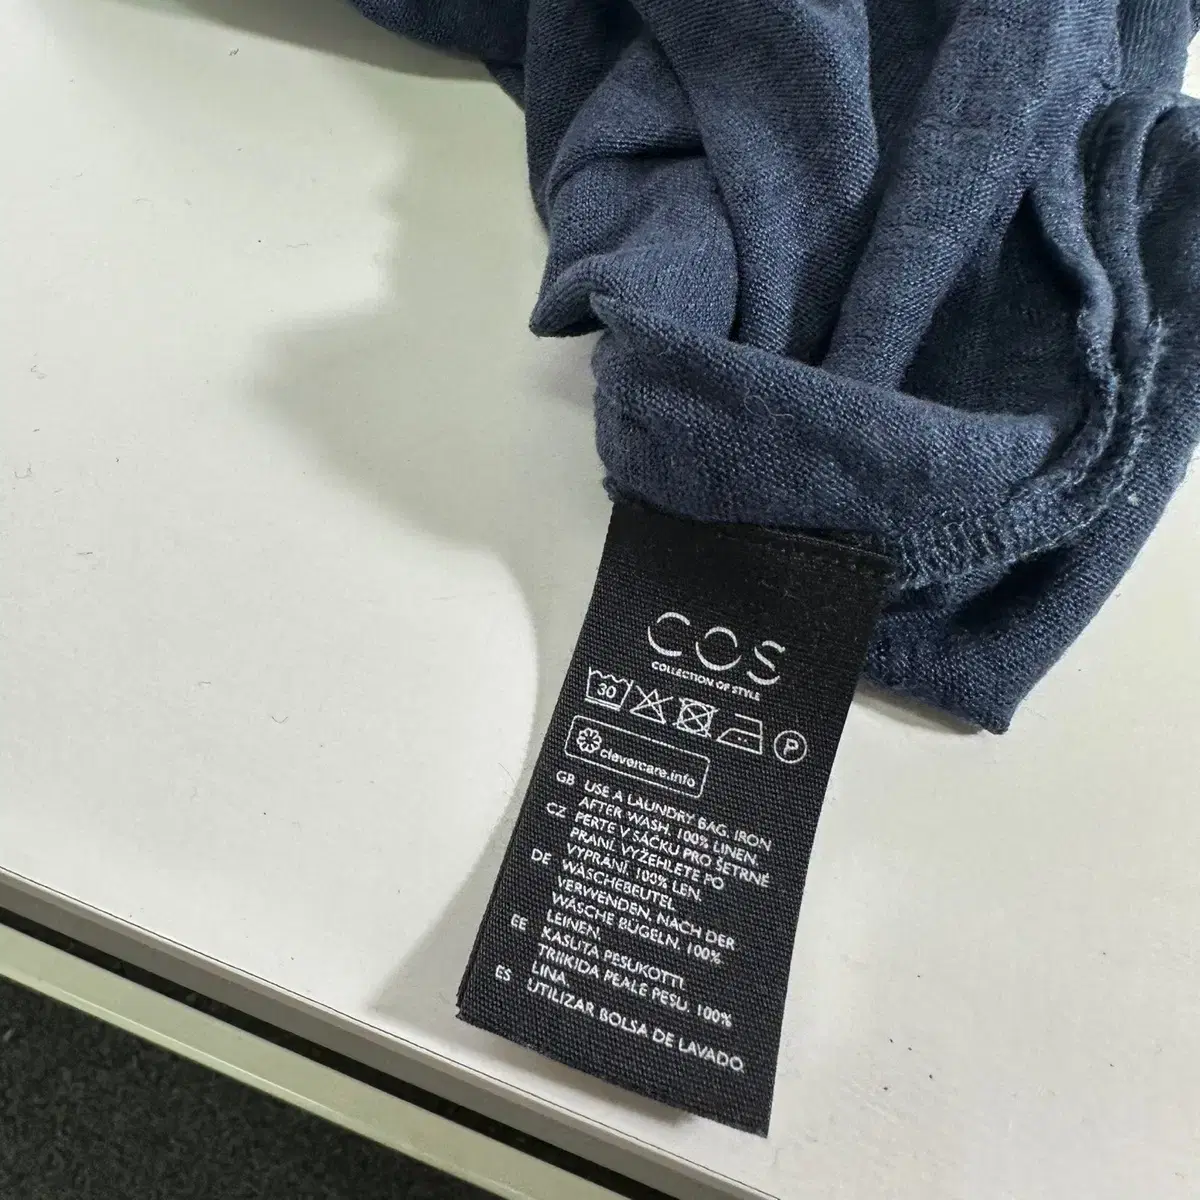 COS
COLLECTION OF STYLE
30
P
clevercare.info
GB USE A LAUNDRY BAG. IRON
AFTER WASH. 100% LINEN.
CZ PERTE V SÁČKU PRO ŠETRNÉ
PRANÍ. VYŽEHLETE PO
VYPRÁNÍ. 100% LEN.
DE WÄSCHEBEUTEL
VERWENDEN. NACH DER
WÄSCHE BÜGELN. 100%
LEINEN.
EE KASUTA PESUKOTTI.
TRIIKIDA PEALE PESU. 100%
LINA.
ES UTILIZAR BOLSA DE LAVADO.